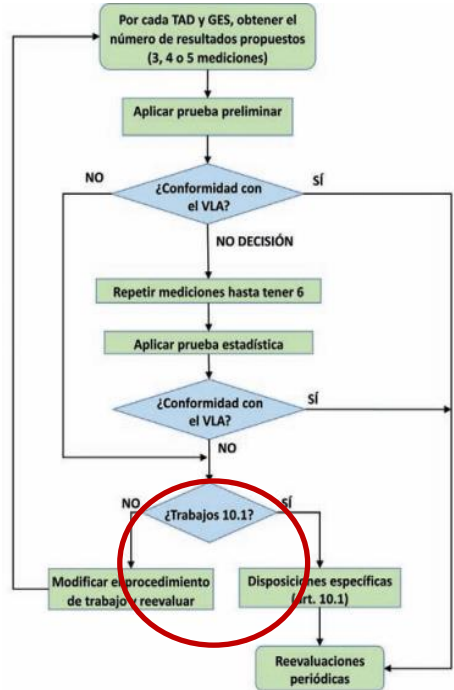 Por cada TAD y GES, obtener el
número de resultados propuestos
(3, 4 o 5 mediciones)
Aplicar prueba preliminar
NO
¿Conformidad con
el VLA?
SÍ
NO DECISIÓN
Repetir mediciones hasta tener 6
Aplicar prueba estadística
¿Conformidad con
el VLA?
SÍ
NO
NO
¿Trabajos 10.1?
SÍ
Modificar el procedimiento
de trabajo y reevaluar
Disposiciones específicas
(art. 10.1)
Reevaluaciones
periódicas